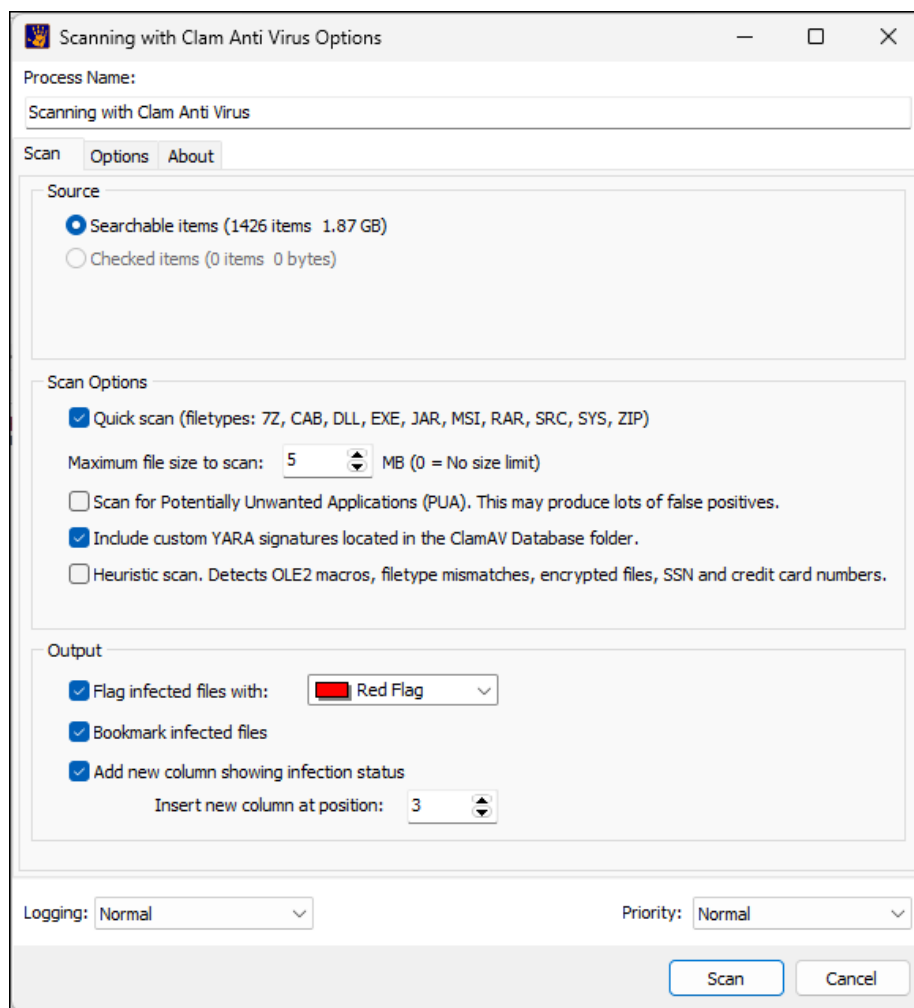 Scanning with Clam Anti Virus Options
Process Name:
Scanning with Clam Anti Virus
Scan Options About
Source
Searchable items (1426 items 1.87 GB)
Checked items (0 items 0 bytes)
Scan Options
Quick scan (filetypes: 7Z, CAB, DLL, EXE, JAR, MSI, RAR, SRC, SYS, ZIP)
Maximum file size to scan: 5 MB (0 = No size limit)
Scan for Potentially Unwanted Applications (PUA). This may produce lots of false positives.
Include custom YARA signatures located in the ClamAV Database folder.
Heuristic scan. Detects OLE2 macros, filetype mismatches, encrypted files, SSN and credit card numbers.
Output
Flag infected files with: Red Flag
Bookmark infected files
Add new column showing infection status
Insert new column at position: 3
Logging: Normal Priority: Normal
Scan Cancel